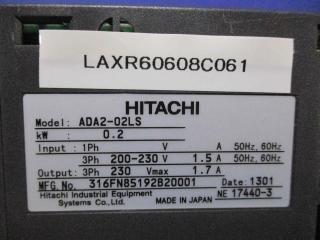 LAXR60608C061
HITACHI
Model: ADA2-02LS
kW : 0.2
Input : 1Ph V A 50Hz, 60Hz
3Ph 200-230 V 1.5 A 50Hz, 60Hz
Output: 3Ph 230 Vmax 1.7 A
MFG. No. 316FN85192B20001 Date: 1301
Hitachi Industrial Equipment Systems Co., Ltd. MADE IN JAPAN NE 17440-3